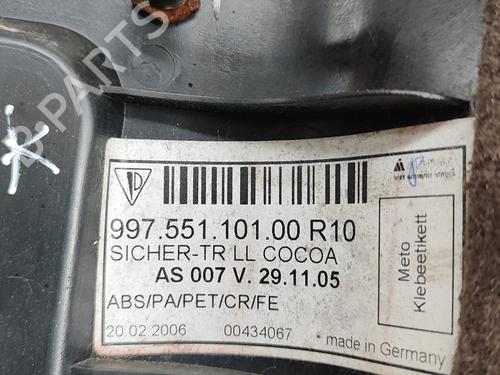 B-PARTS
997.551.101.00 R10
SICHER-TR LL COCOA
AS 007 V. 29.11.05
ABS/PA/PET/CR/FE
20.02.2006 00434067
made in Germany
Meto
Klebeetikett